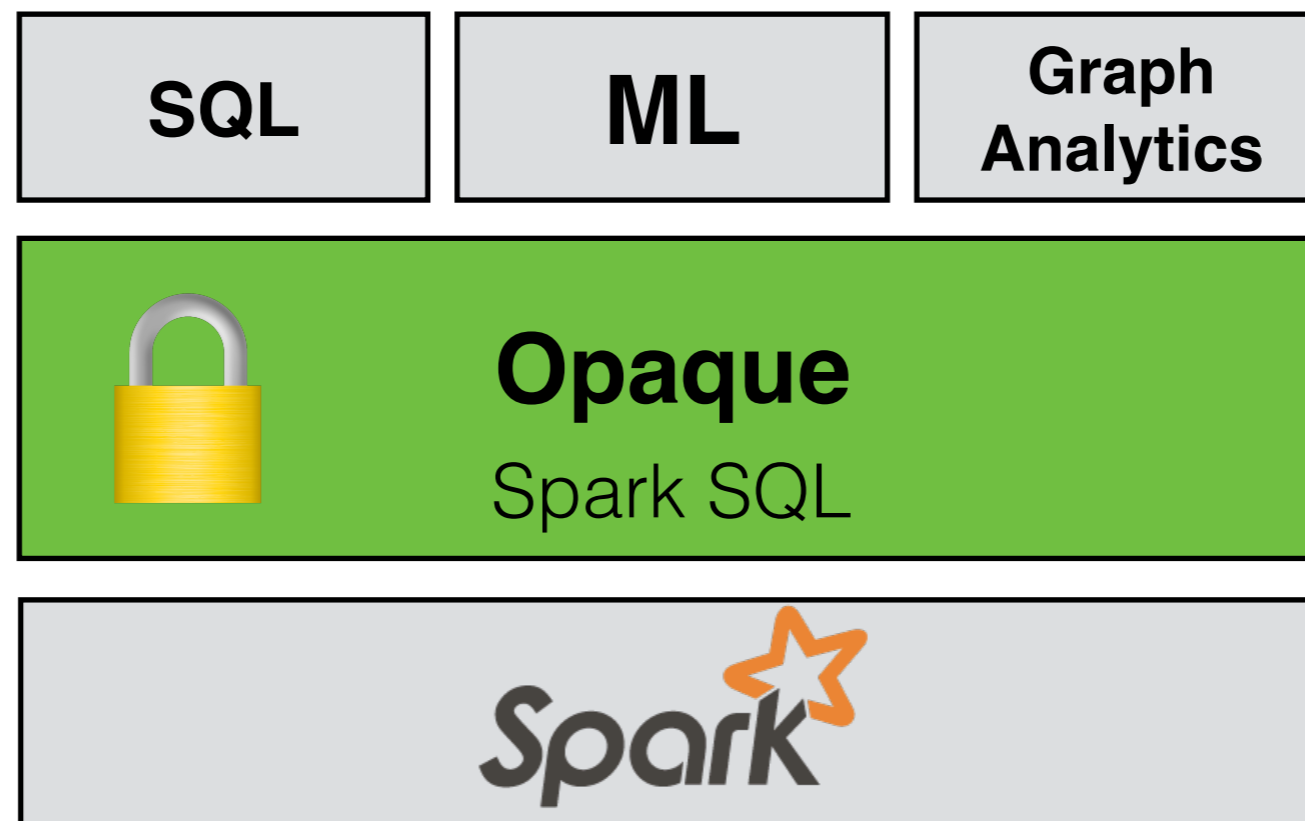 SQL
ML
Graph
Analytics
Opaque
Spark SQL
Spark